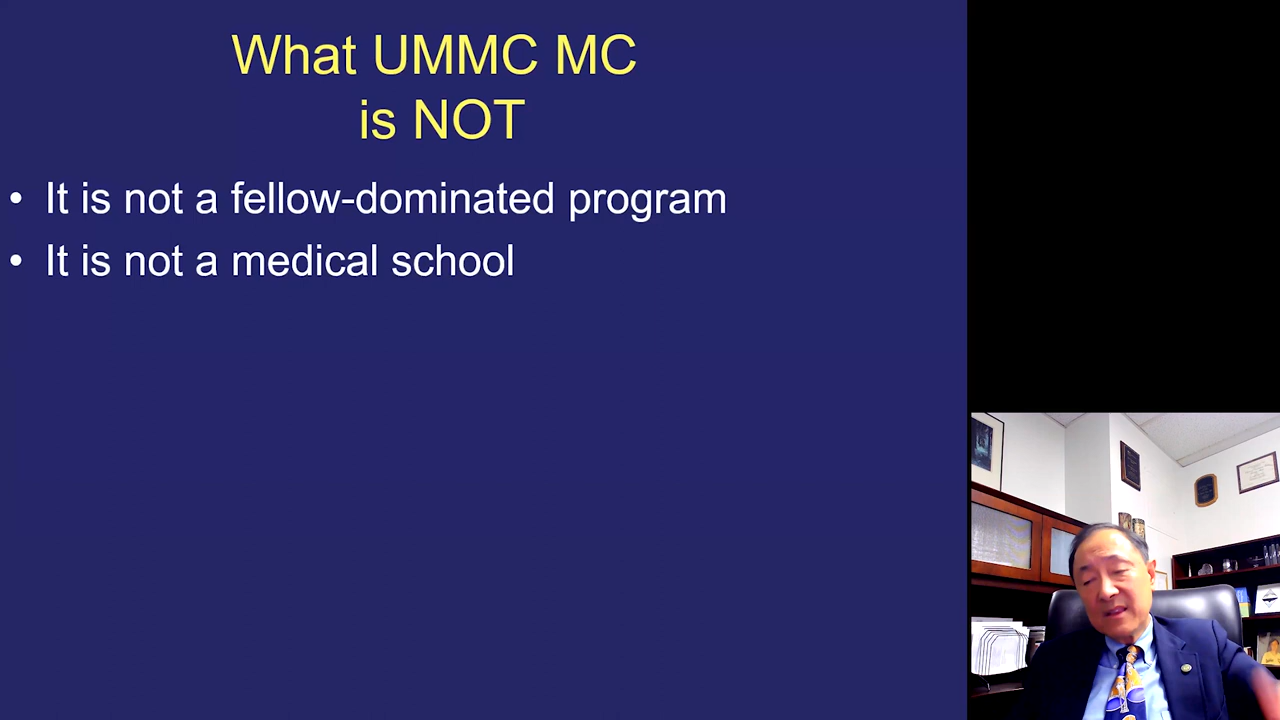 What UMMC MC
is NOT
• It is not a fellow-dominated program
• It is not a medical school